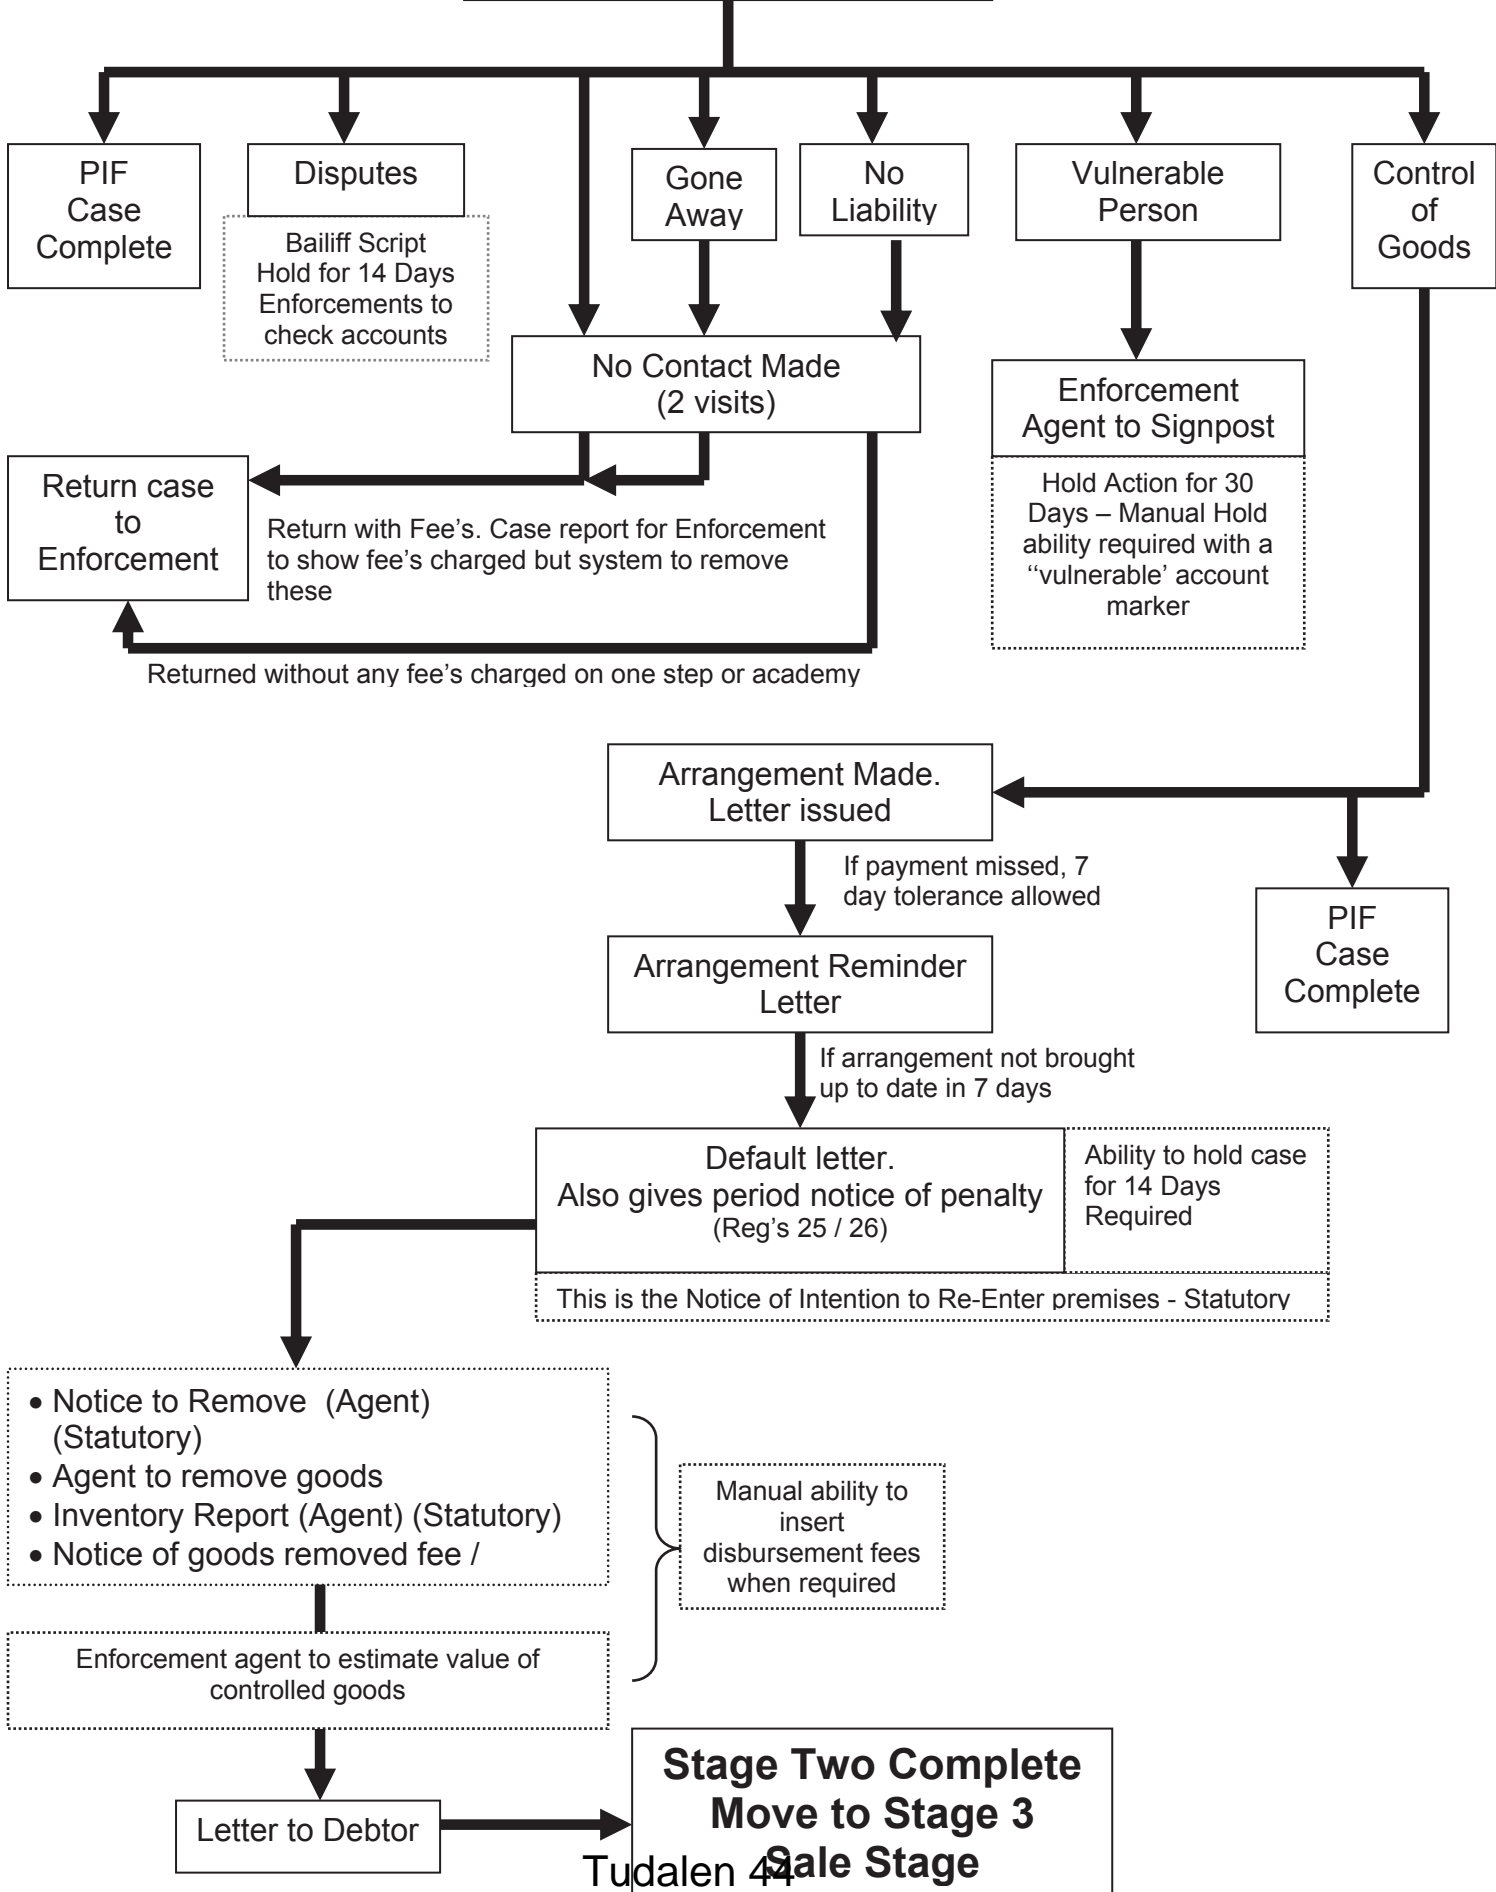 PIF
Case
Complete
Disputes
Bailiff Script
Hold for 14 Days
Enforcements to
check accounts
Gone
Away
No
Liability
Vulnerable
Person
Control
of
Goods
No Contact Made
(2 visits)
Enforcement
Agent to Signpost
Hold Action for 30
Days – Manual Hold
ability required with a
‘‘vulnerable’ account
marker
Return case
to
Enforcement
Return with Fee’s. Case report for Enforcement
to show fee’s charged but system to remove
these
Returned without any fee’s charged on one step or academy
Arrangement Made.
Letter issued
If payment missed, 7
day tolerance allowed
PIF
Case
Complete
Arrangement Reminder
Letter
If arrangement not brought
up to date in 7 days
Default letter.
Also gives period notice of penalty
(Reg’s 25 / 26)
Ability to hold case
for 14 Days
Required
This is the Notice of Intention to Re-Enter premises - Statutory
• Notice to Remove (Agent)
(Statutory)
• Agent to remove goods
• Inventory Report (Agent) (Statutory)
• Notice of goods removed fee /
Manual ability to
insert
disbursement fees
when required
Enforcement agent to estimate value of
controlled goods
Letter to Debtor
Stage Two Complete
Move to Stage 3
Sale Stage
Tudalen 44